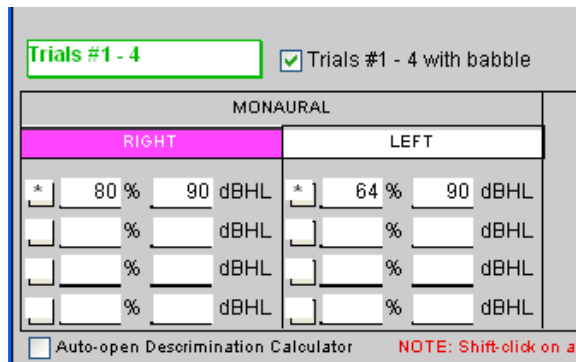 Trials #1 - 4
Trials #1 - 4 with babble
MONAURAL
RIGHT LEFT
* 80 % 90 dBHL * 64 % 90 dBHL
% dBHL % dBHL
% dBHL % dBHL
% dBHL % dBHL
Auto-open Descrimination Calculator NOTE: Shift-click on a